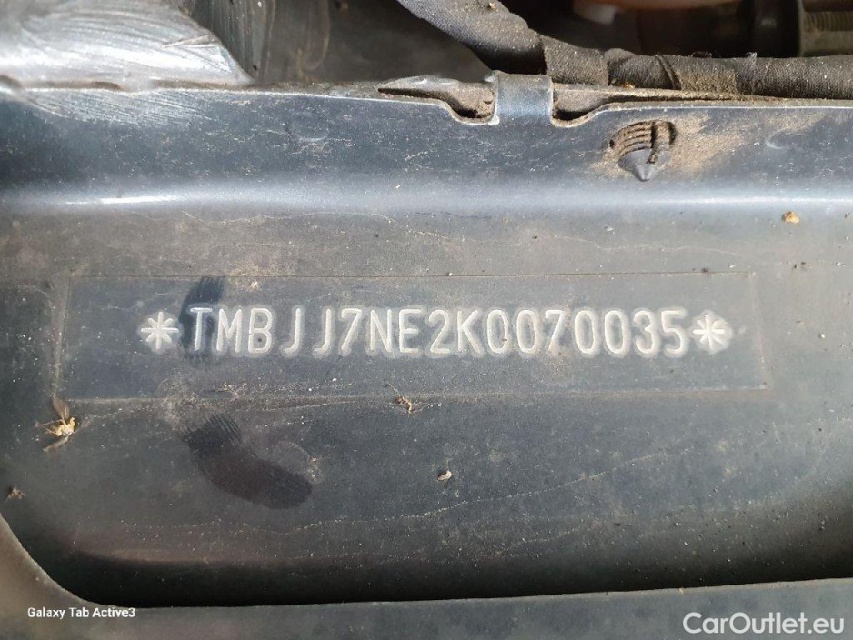 *TMBJJ7NE2K0070035*
Galaxy Tab Active3
CarOutlet.eu